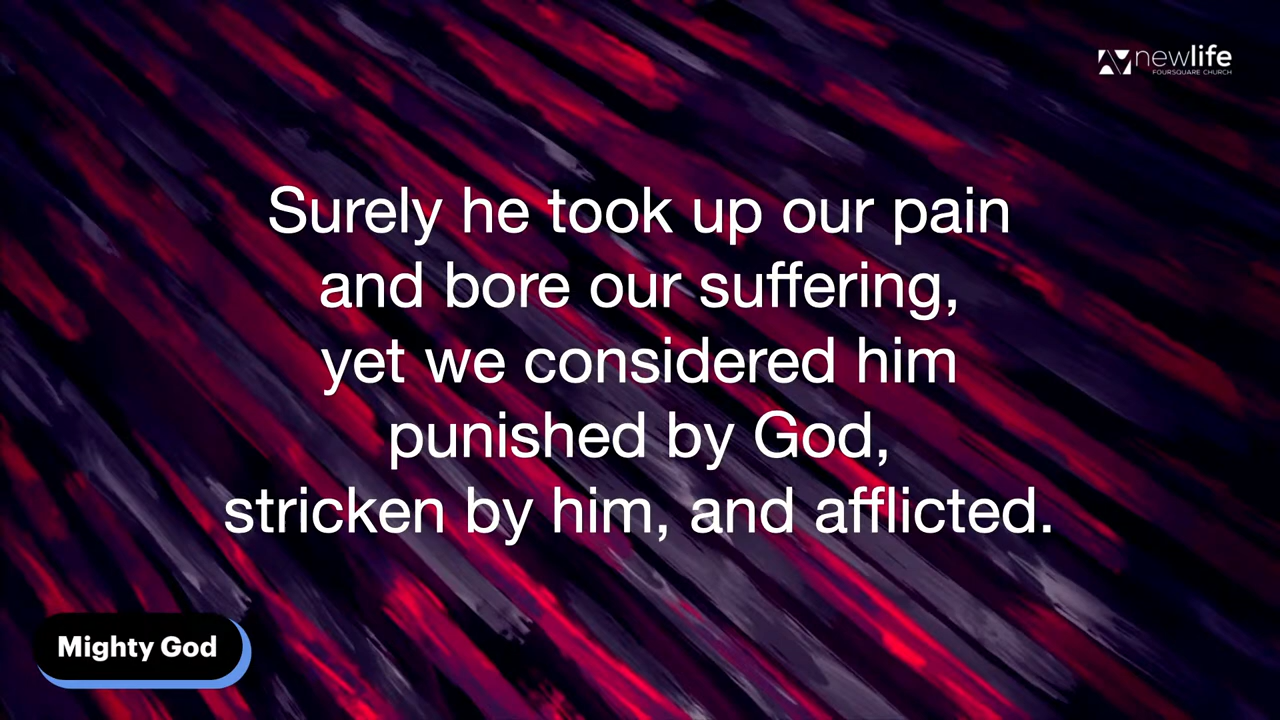 newlife
FOURSQUARE CHURCH
Surely he took up our pain
and bore our suffering,
yet we considered him
punished by God,
stricken by him, and afflicted.
Mighty God